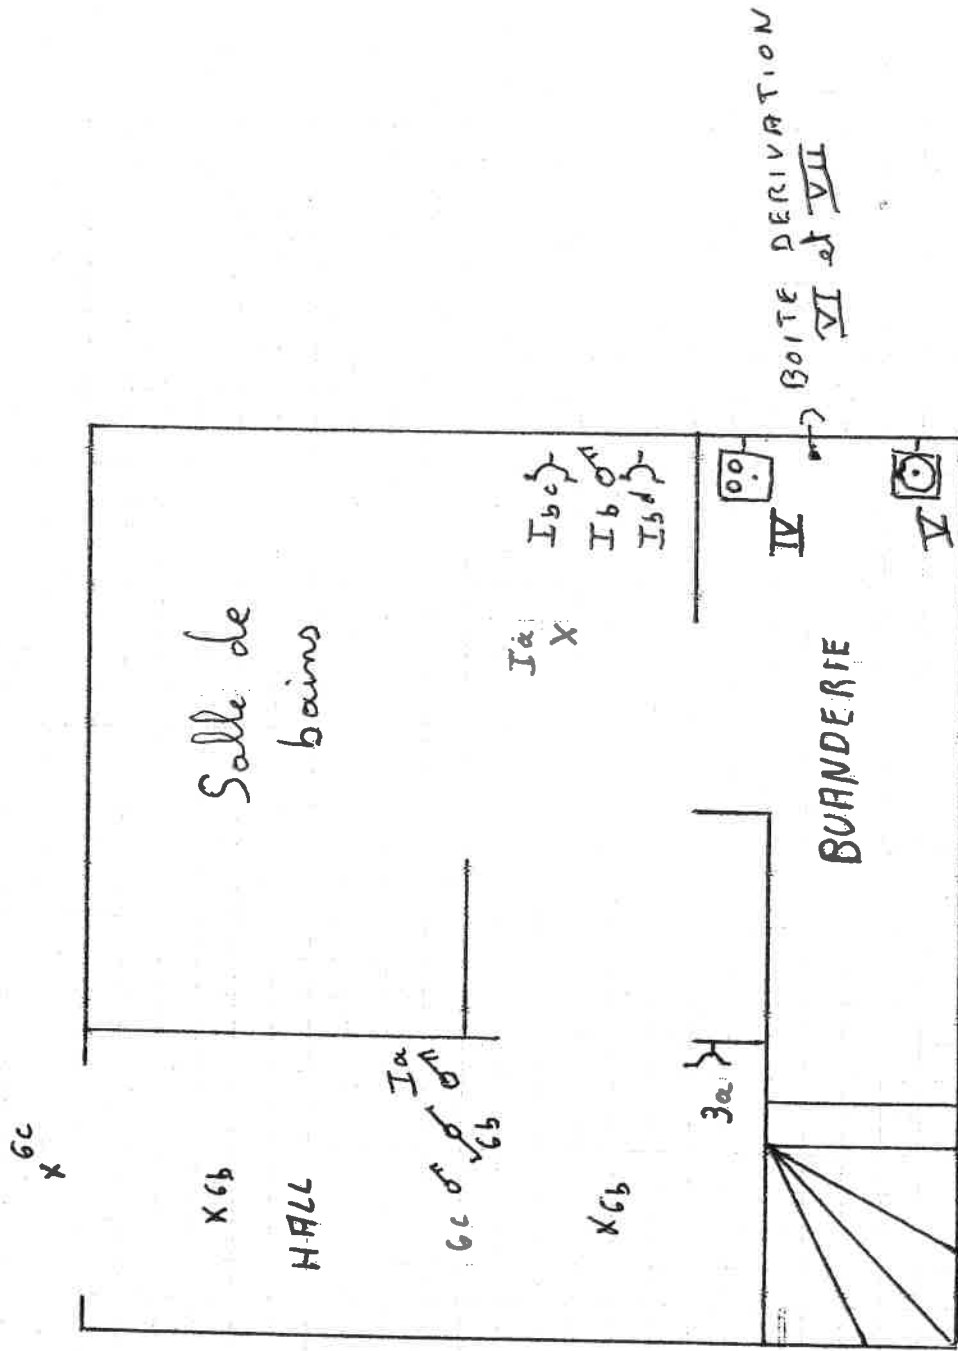 x 6c
x 6b
HALL
6c
6b
Ia
x 6b
3a
Salle de
bains
Ia
x
Ibc
Ib
Ibd
IV
V
BUANDERIE
BOITE DERIVATION
VI et VII